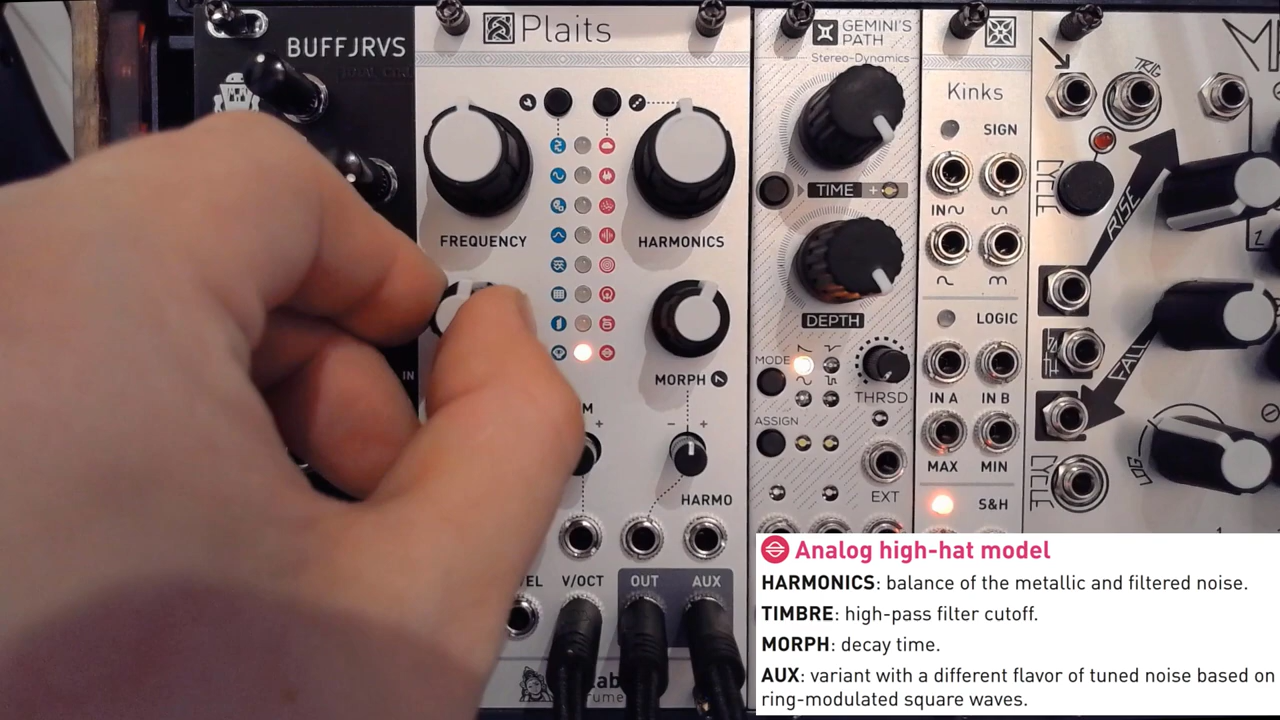 BUFFJRVS
Plaits
FREQUENCY
HARMONICS
MORPH
IN
M
- +
+
HARMO
VEL
V/OCT
OUT
AUX
GEMINI'S
PATH
Stereo-Dynamics
TIME +
DEPTH
MODE
THRSD
ASSIGN
EXT
Kinks
SIGN
IN
LOGIC
IN A
IN B
MAX
MIN
S&H
TRIG
CYCLE
RISE
FALL
CYCLE
Analog high-hat model
HARMONICS: balance of the metallic and filtered noise.
TIMBRE: high-pass filter cutoff.
MORPH: decay time.
AUX: variant with a different flavor of tuned noise based on
ring-modulated square waves.